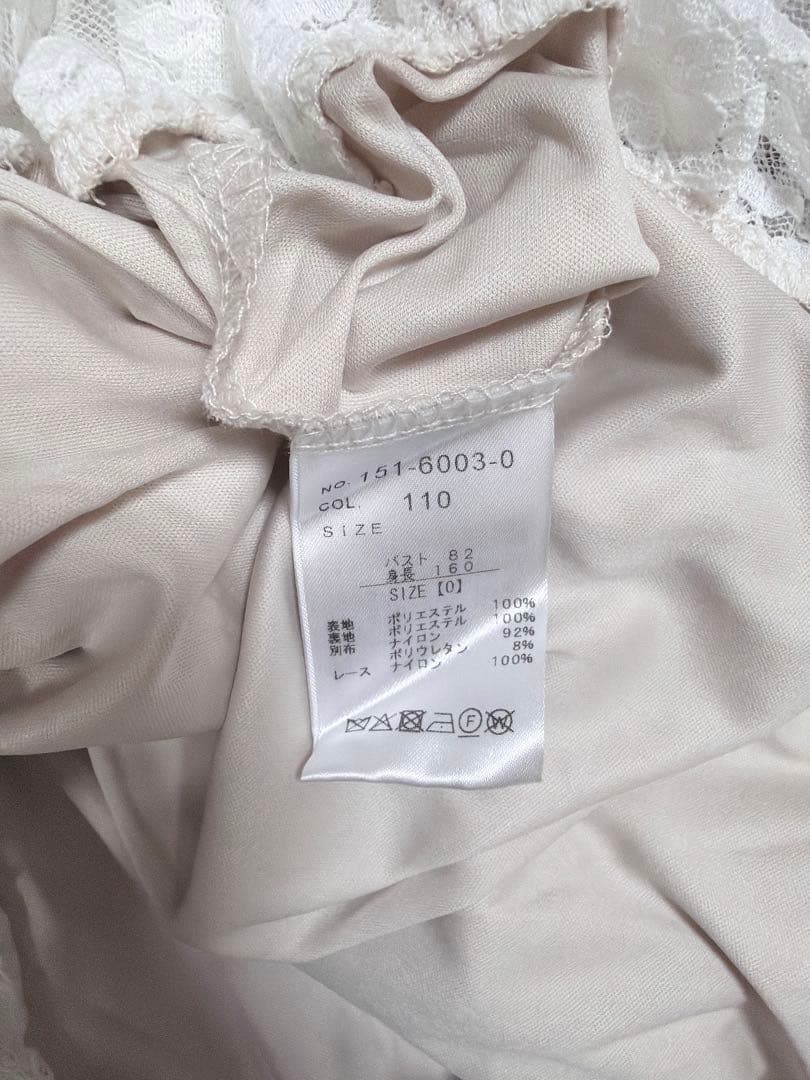 NO. 151-6003-0
COL. 110
SIZE
バスト 82
身長 160
SIZE【0】
表地 ポリエステル 100%
裏地 ポリエステル 100%
別布 ナイロン 92%
ポリウレタン 8%
レース ナイロン 100%
F W